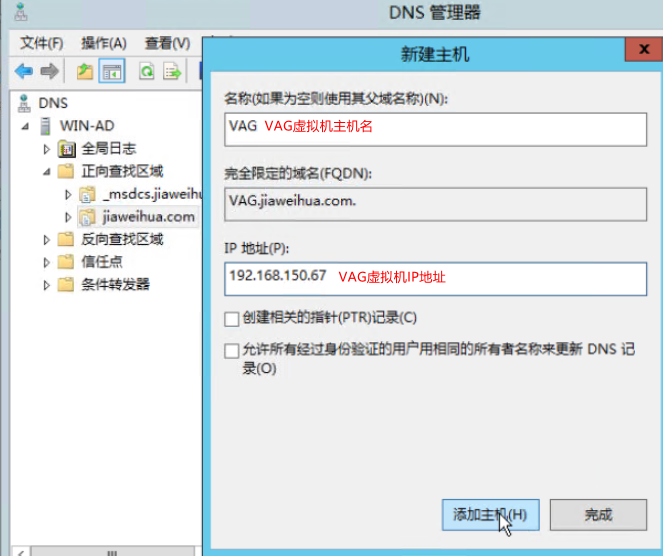 DNS 管理器
文件(F) 操作(A) 查看(V)
新建主机
x
DNS
WIN-AD
全局日志
正向查找区域
_msdcs.jiaweihu
jiaweihua.com
反向查找区域
信任点
条件转发器
名称(如果为空则使用其父域名称)(N):
VAG VAG虚拟机主机名
完全限定的域名(FQDN):
VAG.jiaweihua.com.
IP 地址(P):
192.168.150.67 VAG虚拟机IP地址
创建相关的指针(PTR)记录(C)
允许所有经过身份验证的用户用相同的所有者名称来更新 DNS 记
录(O)
添加主机(H) 完成